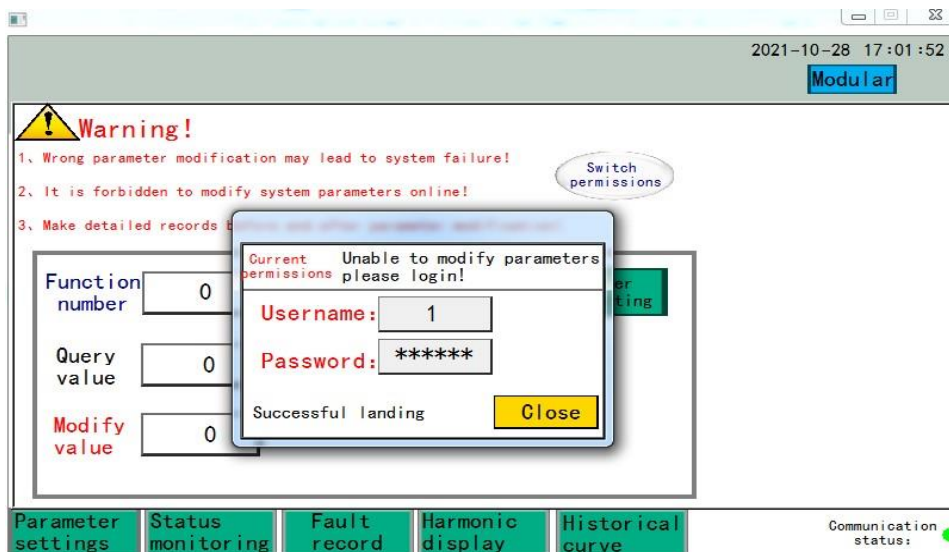 2021-10-28 17:01:52
Modular
Warning!
1、Wrong parameter modification may lead to system failure!
2、It is forbidden to modify system parameters online!
Switch
permissions
3、Make detailed records
Current
permissions
Unable to modify parameters
please login!
Function
number
0
Username:
1
Query
value
0
Password:
******
Successful landing
Close
Modify
value
0
Parameter
settings
Status
monitoring
Fault
record
Harmonic
display
Historical
curve
Communication
status: